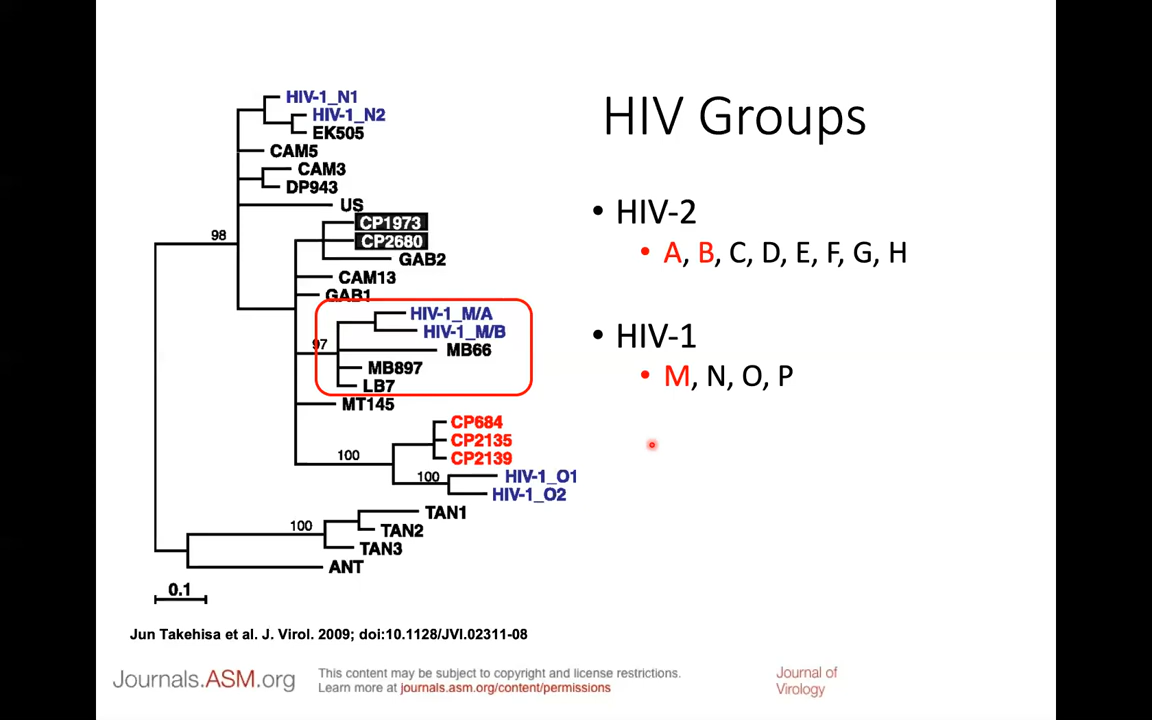 HIV Groups
• HIV-2
• A, B, C, D, E, F, G, H
• HIV-1
• M, N, O, P
HIV-1_N1
HIV-1_N2
EK505
CAM5
CAM3
DP943
US
98
CP1973
CP2680
GAB2
CAM13
GAB1
HIV-1_M/A
HIV-1_M/B
97
MB66
MB897
LB7
MT145
CP684
CP2135
100
CP2139
100
HIV-1_O1
HIV-1_O2
TAN1
100
TAN2
TAN3
ANT
0.1
Jun Takehisa et al. J. Virol. 2009; doi:10.1128/JVI.02311-08
Journals.ASM.org
This content may be subject to copyright and license restrictions.
Learn more at journals.asm.org/content/permissions
Journal of
Virology